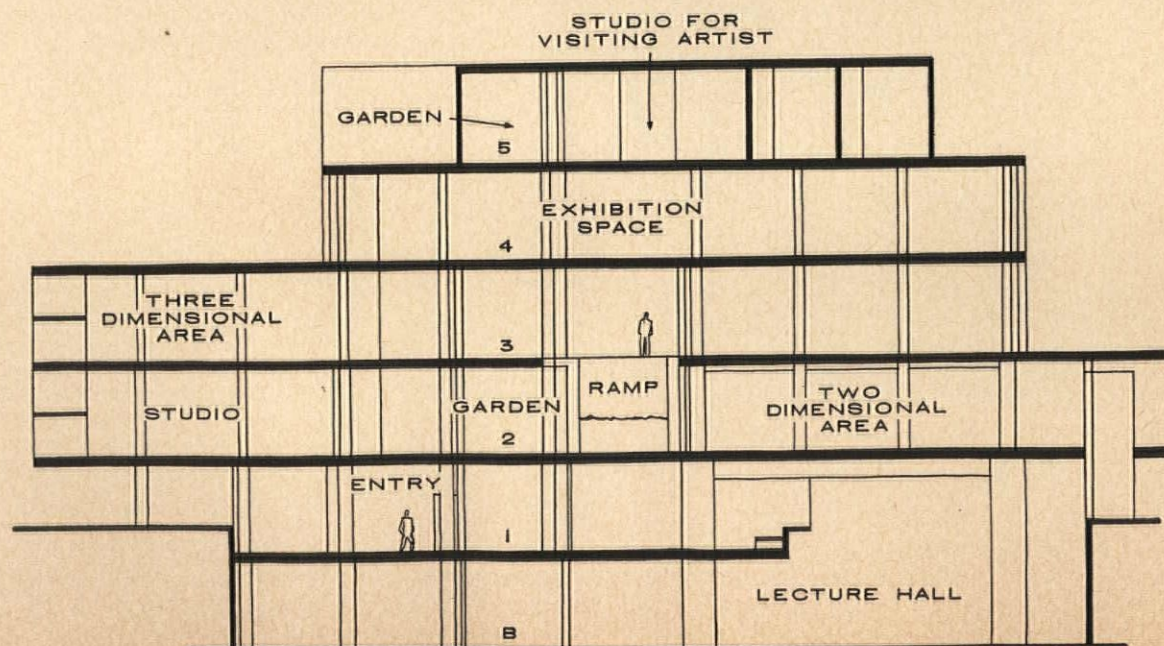 STUDIO FOR
VISITING ARTIST
GARDEN
5
EXHIBITION
SPACE
4
THREE
DIMENSIONAL
AREA
3
STUDIO
GARDEN
2
RAMP
TWO
DIMENSIONAL
AREA
ENTRY
1
LECTURE HALL
B